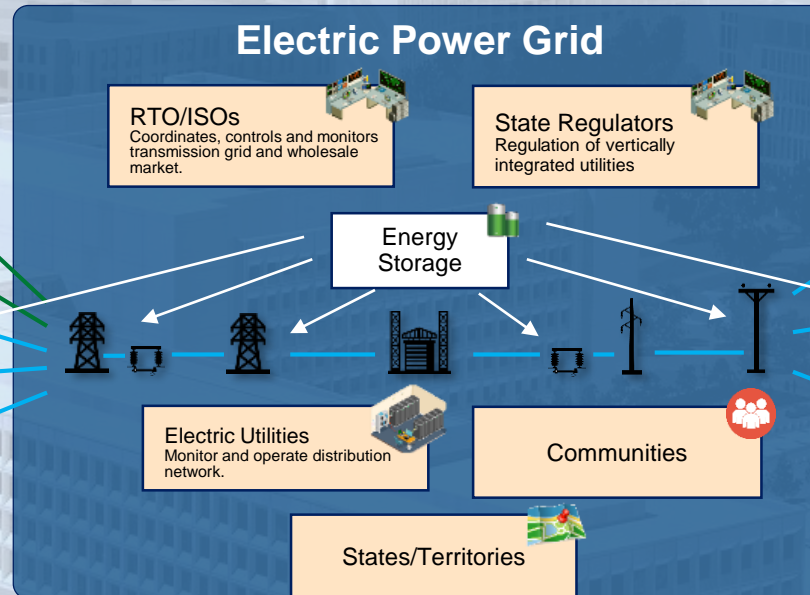 Electric Power Grid
RTO/ISOs
Coordinates, controls and monitors
transmission grid and wholesale
market.
State Regulators
Regulation of vertically
integrated utilities
Energy
Storage
Electric Utilities
Monitor and operate distribution
network.
Communities
States/Territories